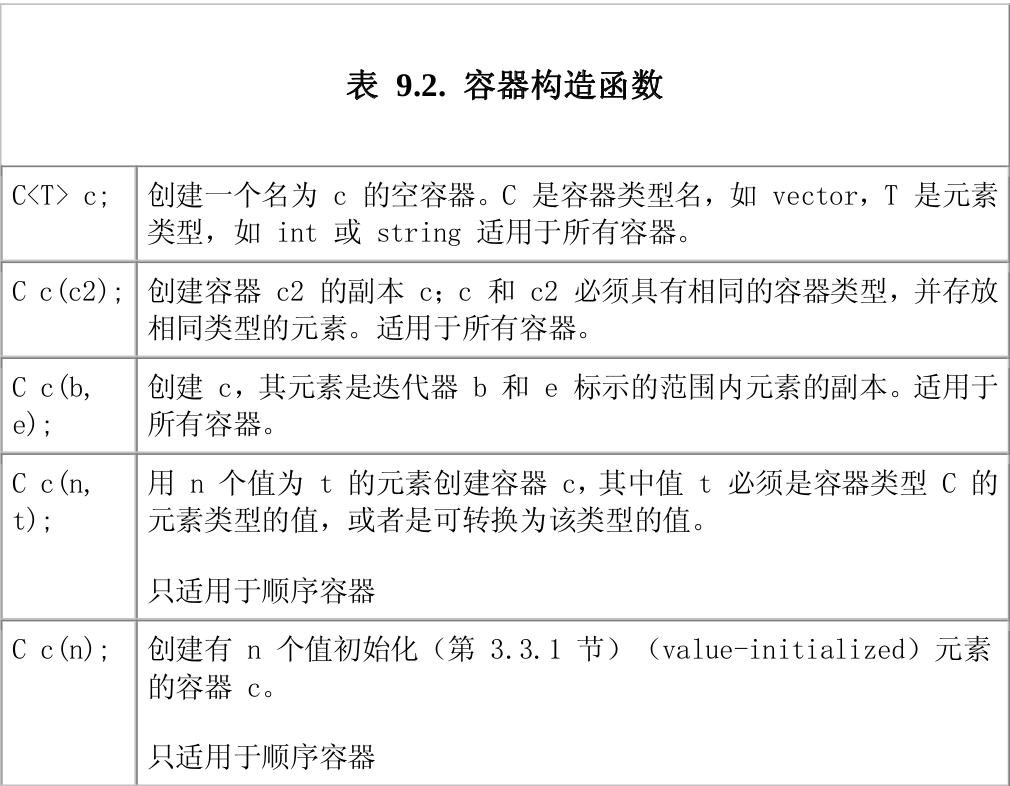 表 9.2. 容器构造函数
C<T> c;
创建一个名为 c 的空容器。C 是容器类型名，如 vector，T 是元素
类型，如 int 或 string 适用于所有容器。
C c(c2);
创建容器 c2 的副本 c；c 和 c2 必须具有相同的容器类型，并存放
相同类型的元素。适用于所有容器。
C c(b,
e);
创建 c，其元素是迭代器 b 和 e 标示的范围内元素的副本。适用于
所有容器。
C c(n,
t);
用 n 个值为 t 的元素创建容器 c，其中值 t 必须是容器类型 C 的
元素类型的值，或者是可转换为该类型的值。
只适用于顺序容器
C c(n);
创建有 n 个值初始化（第 3.3.1 节）（value-initialized）元素
的容器 c。
只适用于顺序容器